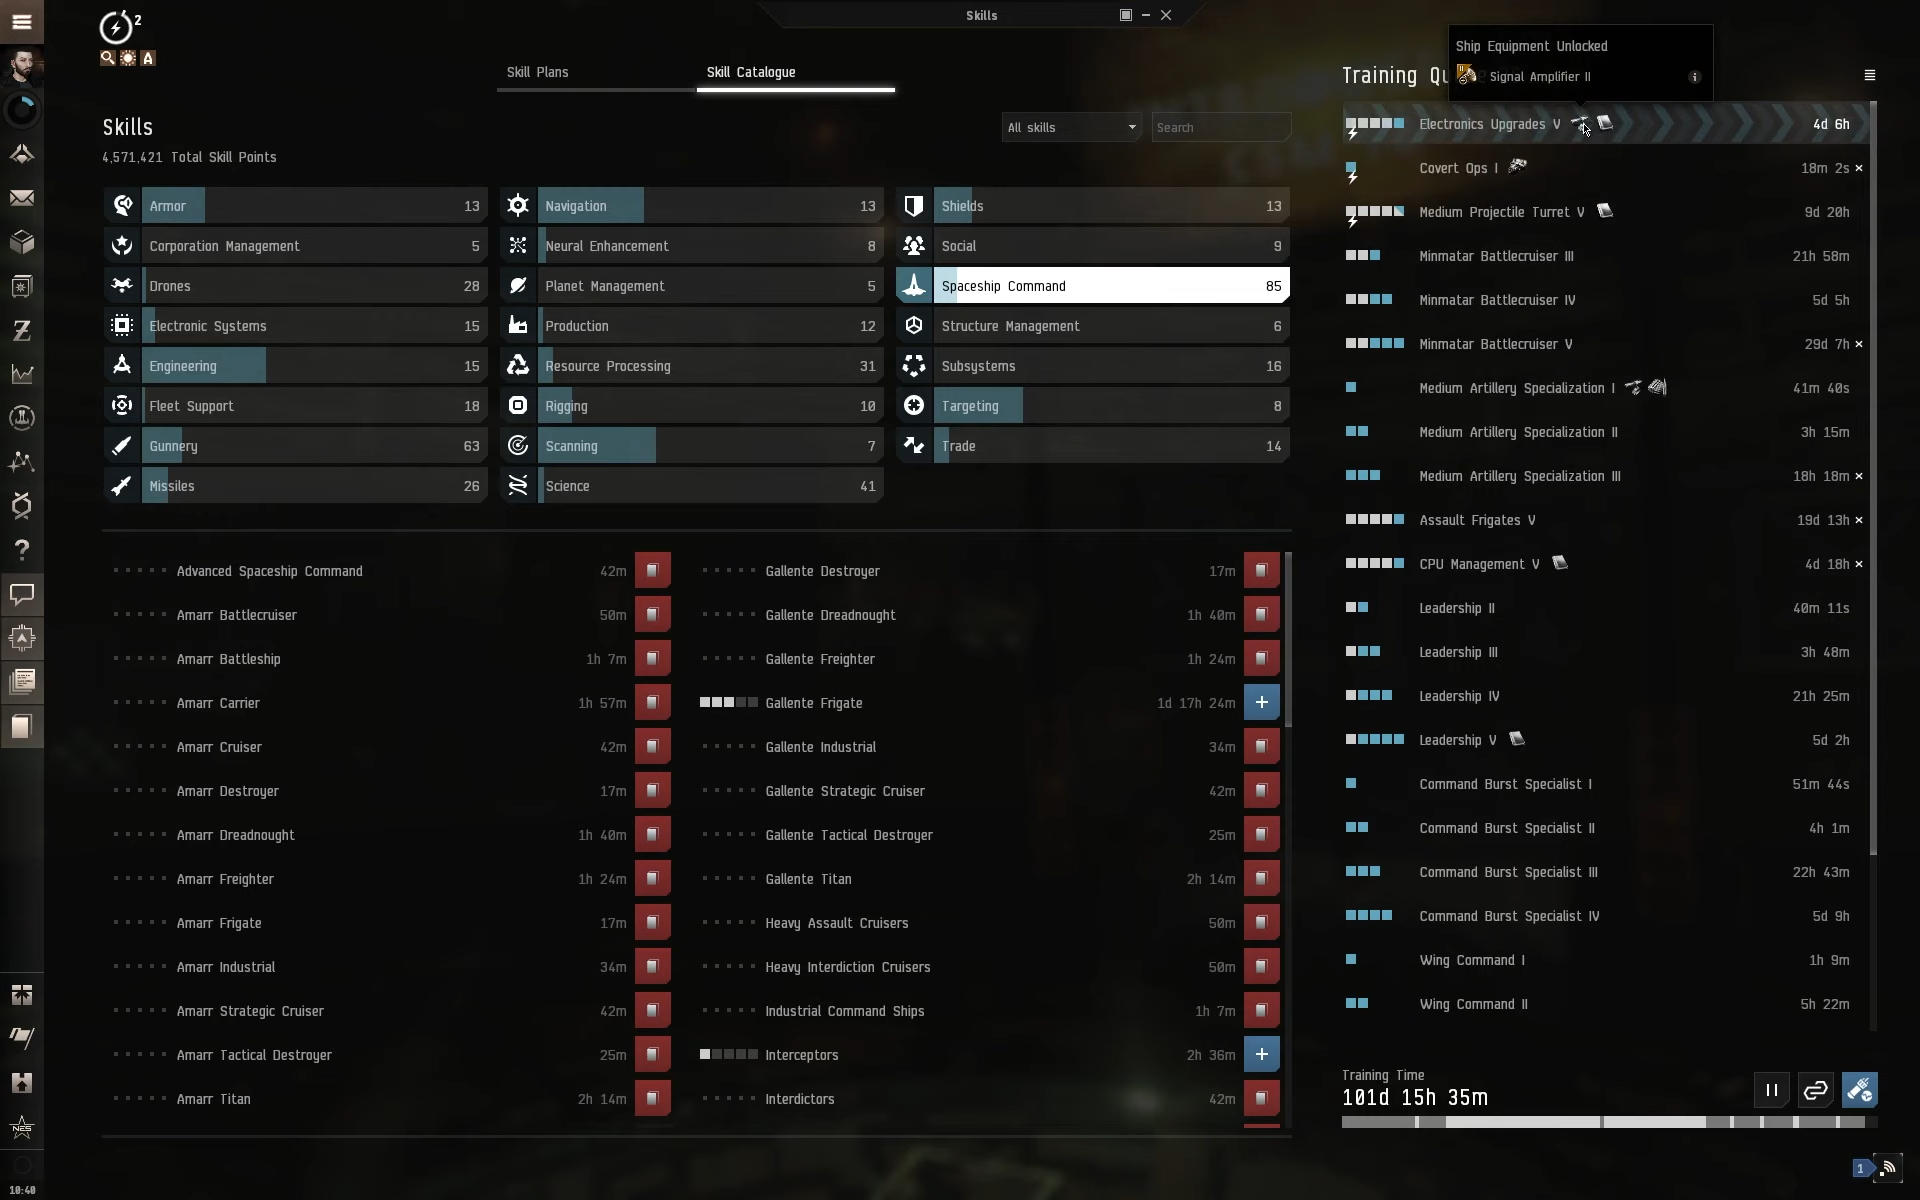 2
A
Skills
Skill Plans
Skill Catalogue
Skills
4,571,421 Total Skill Points
All skills
Search
Armor 13
Navigation 13
Shields 13
Corporation Management 5
Neural Enhancement 8
Social 9
Drones 28
Planet Management 5
Spaceship Command 85
Electronic Systems 15
Production 12
Structure Management 6
Engineering 15
Resource Processing 31
Subsystems 16
Fleet Support 18
Rigging 10
Targeting 8
Gunnery 63
Scanning 7
Trade 14
Missiles 26
Science 41
Advanced Spaceship Command 42m
Gallente Destroyer 17m
Amarr Battlecruiser 50m
Gallente Dreadnought 1h 40m
Amarr Battleship 1h 7m
Gallente Freighter 1h 24m
Amarr Carrier 1h 57m
Gallente Frigate 1d 17h 24m
Amarr Cruiser 42m
Gallente Industrial 34m
Amarr Destroyer 17m
Gallente Strategic Cruiser 42m
Amarr Dreadnought 1h 40m
Gallente Tactical Destroyer 25m
Amarr Freighter 1h 24m
Gallente Titan 2h 14m
Amarr Frigate 17m
Heavy Assault Cruisers 50m
Amarr Industrial 34m
Heavy Interdiction Cruisers 50m
Amarr Strategic Cruiser 42m
Industrial Command Ships 1h 7m
Amarr Tactical Destroyer 25m
Interceptors 2h 36m
Amarr Titan 2h 14m
Interdictors 42m
Ship Equipment Unlocked
Signal Amplifier II
Training Qu
Electronics Upgrades V 4d 6h
Covert Ops I 18m 2s
Medium Projectile Turret V 9d 20h
Minmatar Battlecruiser III 21h 58m
Minmatar Battlecruiser IV 5d 5h
Minmatar Battlecruiser V 29d 7h
Medium Artillery Specialization I 41m 40s
Medium Artillery Specialization II 3h 15m
Medium Artillery Specialization III 18h 18m
Assault Frigates V 19d 13h
CPU Management V 4d 18h
Leadership II 40m 11s
Leadership III 3h 48m
Leadership IV 21h 25m
Leadership V 5d 2h
Command Burst Specialist I 51m 44s
Command Burst Specialist II 4h 1m
Command Burst Specialist III 22h 43m
Command Burst Specialist IV 5d 9h
Wing Command I 1h 9m
Wing Command II 5h 22m
Training Time
101d 15h 35m
NES
10:40
1